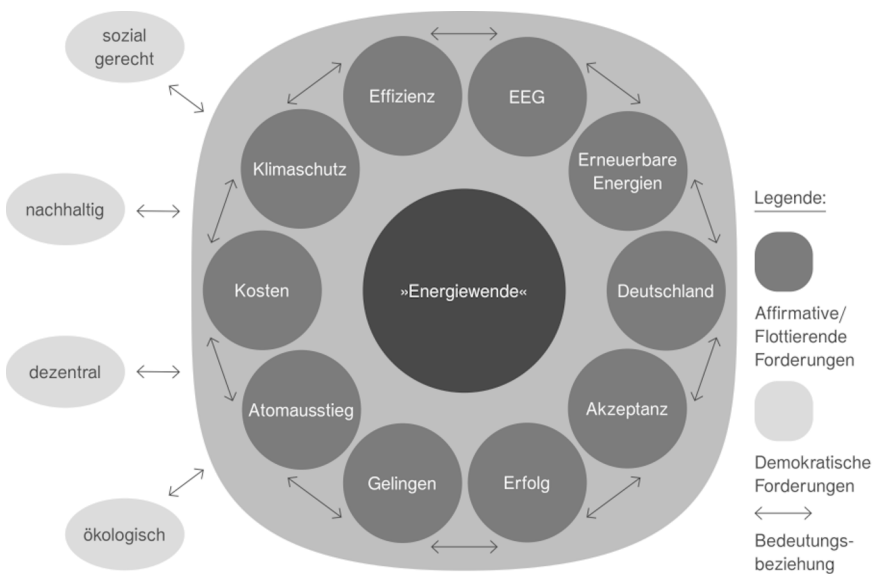 sozial
gerecht
nachhaltig
dezentral
ökologisch
Effizienz
EEG
Klimaschutz
Erneuerbare
Energien
Kosten
»Energiewende«
Deutschland
Atomausstieg
Akzeptanz
Gelingen
Erfolg
Legende:
Affirmative/
Flottierende
Forderungen
Demokratische
Forderungen
Bedeutungs-
beziehung